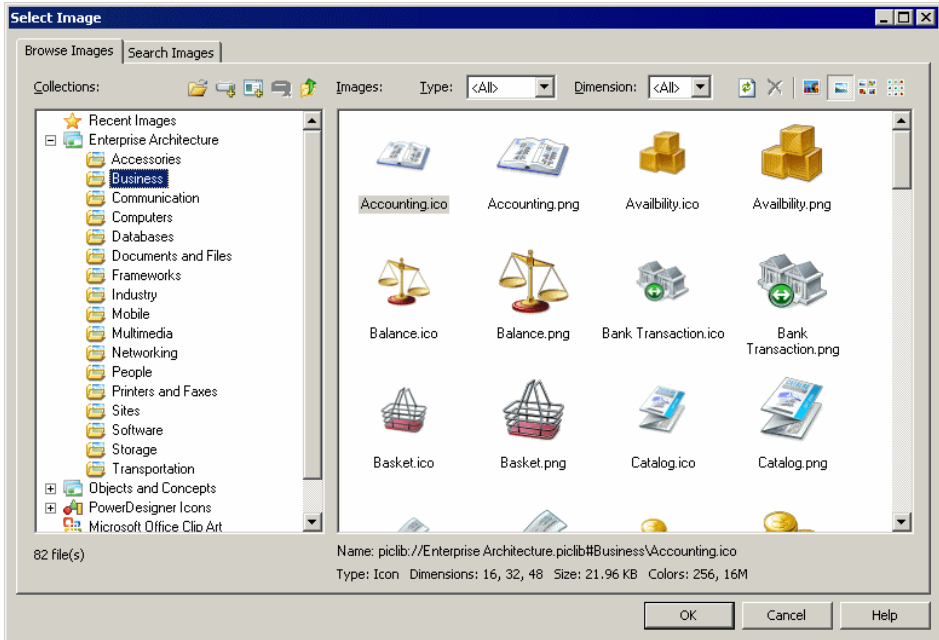 Select Image
Browse Images Search Images
Collections: Images: Type: <All> Dimension: <All>
Recent Images
Enterprise Architecture
Accessories
Business
Communication
Computers
Databases
Documents and Files
Frameworks
Industry
Mobile
Multimedia
Networking
People
Printers and Faxes
Sites
Software
Storage
Transportation
Objects and Concepts
PowerDesigner Icons
Microsoft Office Clip Art
Accounting.ico Accounting.png Availbility.ico Availbility.png
Balance.ico Balance.png Bank Transaction.ico Bank
Transaction.png
Basket.ico Basket.png Catalog.ico Catalog.png
82 file(s)
Name: piclib://Enterprise Architecture.piclib#Business\Accounting.ico
Type: Icon Dimensions: 16, 32, 48 Size: 21.96 KB Colors: 256, 16M
OK Cancel Help